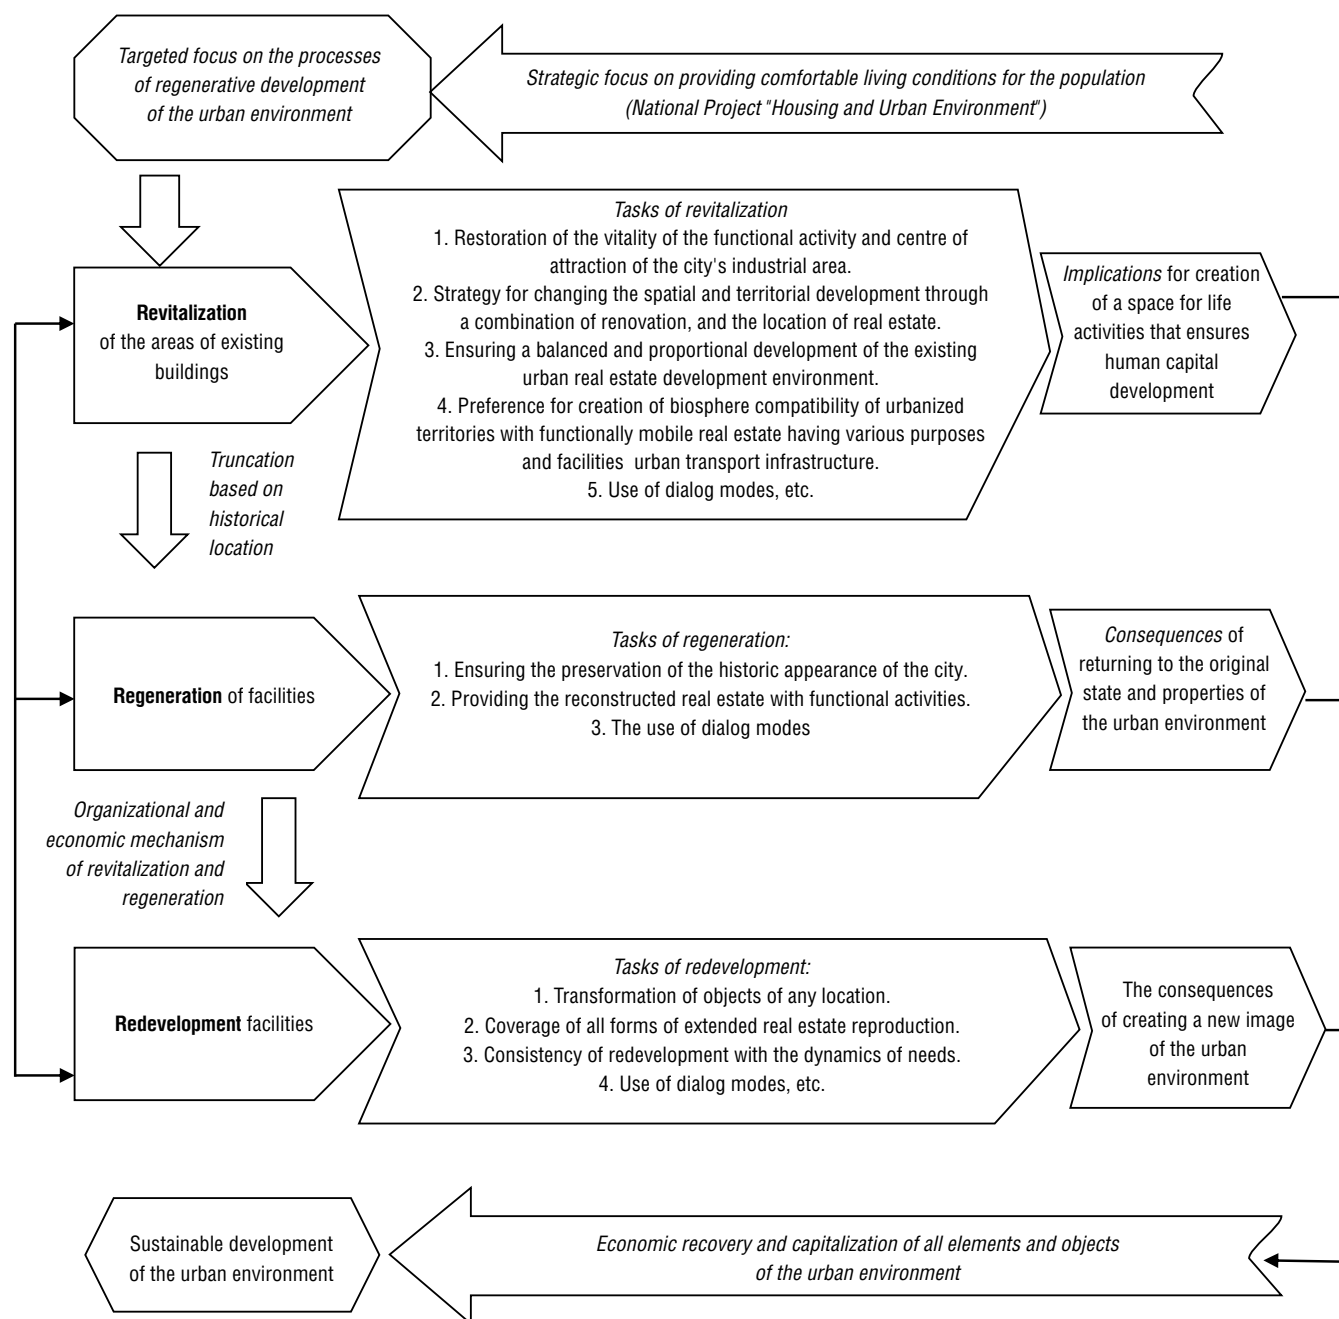 Targeted focus on the processes
of regenerative development
of the urban environment
Strategic focus on providing comfortable living conditions for the population
(National Project "Housing and Urban Environment")
Revitalization
of the areas of existing
buildings
Tasks of revitalization
1. Restoration of the vitality of the functional activity and centre of
attraction of the city's industrial area.
2. Strategy for changing the spatial and territorial development through
a combination of renovation, and the location of real estate.
3. Ensuring a balanced and proportional development of the existing
urban real estate development environment.
4. Preference for creation of biosphere compatibility of urbanized
territories with functionally mobile real estate having various purposes
and facilities urban transport infrastructure.
5. Use of dialog modes, etc.
Implications for creation
of a space for life
activities that ensures
human capital
development
Truncation
based on
historical
location
Regeneration of facilities
Tasks of regeneration:
1. Ensuring the preservation of the historic appearance of the city.
2. Providing the reconstructed real estate with functional activities.
3. The use of dialog modes
Consequences of
returning to the original
state and properties of
the urban environment
Organizational and
economic mechanism
of revitalization and
regeneration
Redevelopment facilities
Tasks of redevelopment:
1. Transformation of objects of any location.
2. Coverage of all forms of extended real estate reproduction.
3. Consistency of redevelopment with the dynamics of needs.
4. Use of dialog modes, etc.
The consequences
of creating a new image
of the urban
environment
Sustainable development
of the urban environment
Economic recovery and capitalization of all elements and objects
of the urban environment